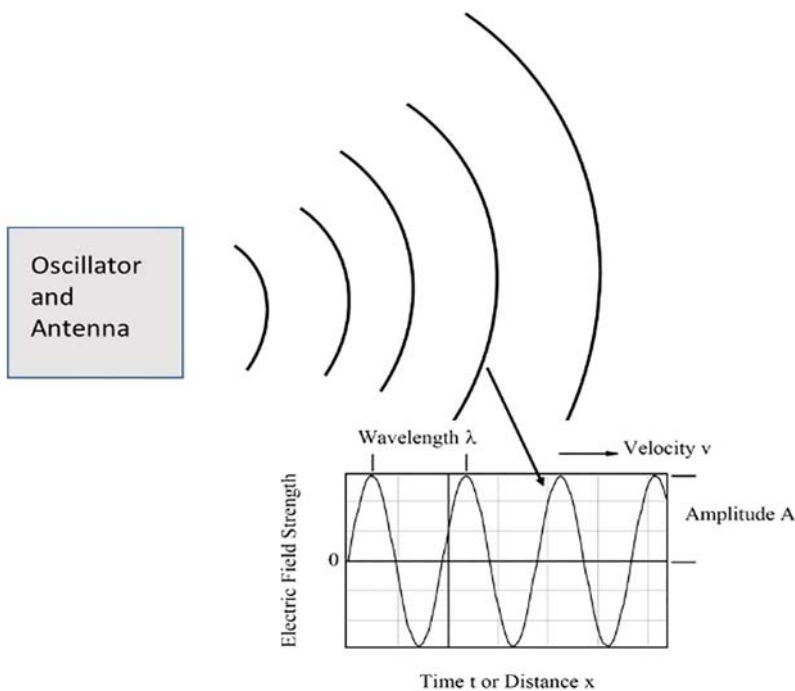 Oscillator
and
Antenna
Wavelength λ
Velocity v
Electric Field Strength
0
Amplitude A
Time t or Distance x